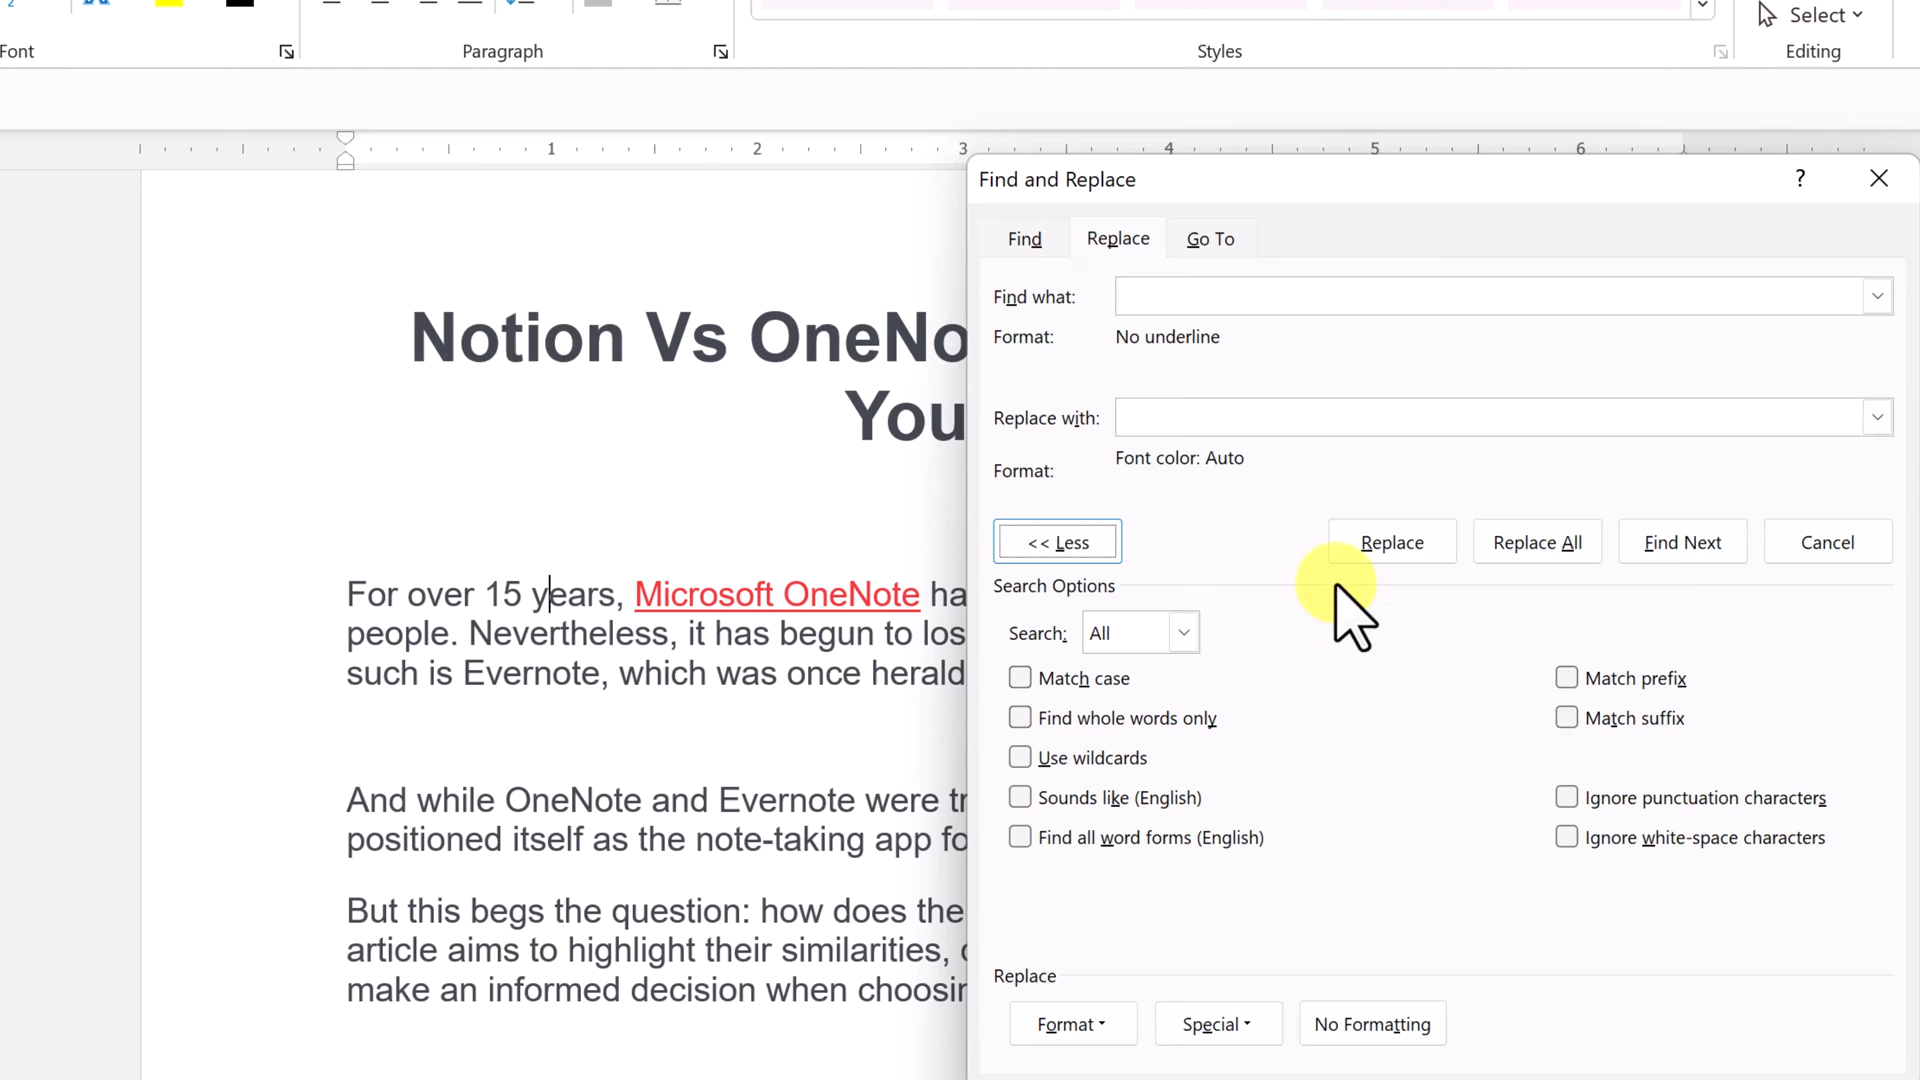 Select
Font
Paragraph
Styles
Editing
1 2 3 4 5 6
Find and Replace
?
Find
Replace
Go To
Find what:
Format: No underline
Replace with:
Font color: Auto
Format:
<< Less
Replace
Replace All
Find Next
Cancel
Search Options
Search: All
Match case
Match prefix
Find whole words only
Match suffix
Use wildcards
Sounds like (English)
Ignore punctuation characters
Find all word forms (English)
Ignore white-space characters
Replace
Format
Special
No Formatting
Notion Vs OneNo
You
For over 15 years, Microsoft OneNote ha
people. Nevertheless, it has begun to los
such is Evernote, which was once herald
And while OneNote and Evernote were tr
positioned itself as the note-taking app fo
But this begs the question: how does the
article aims to highlight their similarities,
make an informed decision when choosin